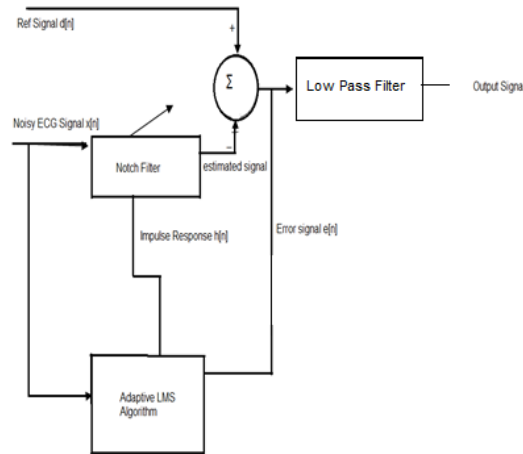 Ref Signal d[n]
+
Σ
Low Pass Filter
Output Signa
Noisy ECG Signal x[n]
Notch Filter
estimated signal
Impulse Response h[n]
Error signal e[n]
Adaptive LMS
Algorithm